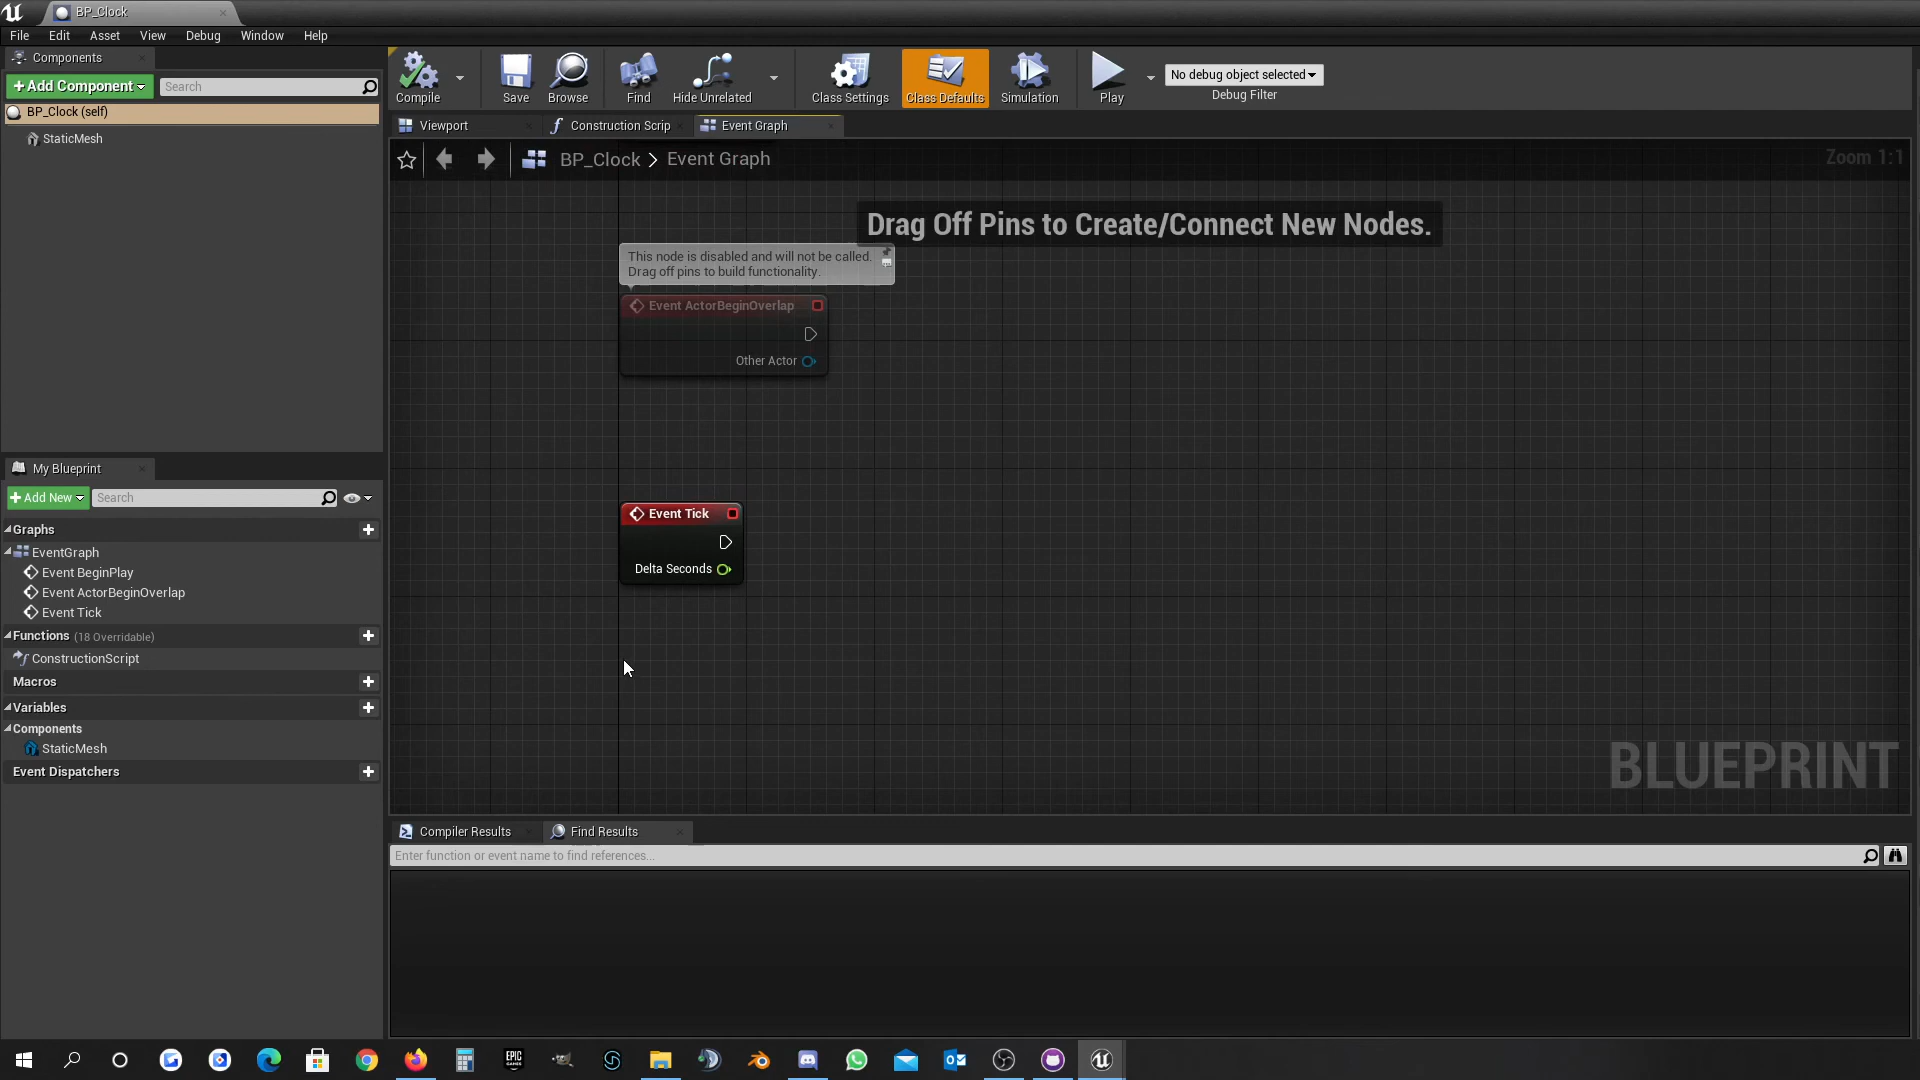 BP_Clock
File Edit Asset View Debug Window Help
Components
+ Add Component
Search
BP_Clock (self)
StaticMesh
Compile
Save
Browse
Find
Hide Unrelated
Class Settings
Class Defaults
Simulation
Play
No debug object selected
Debug Filter
Viewport
Construction Scrip
Event Graph
BP_Clock > Event Graph
Zoom 1:1
Drag Off Pins to Create/Connect New Nodes.
This node is disabled and will not be called.
Drag off pins to build functionality.
Event ActorBeginOverlap
Other Actor
Event Tick
Delta Seconds
BLUEPRINT
My Blueprint
+ Add New
Search
Graphs
EventGraph
Event BeginPlay
Event ActorBeginOverlap
Event Tick
Functions (18 Overridable)
ConstructionScript
Macros
Variables
Components
StaticMesh
Event Dispatchers
Compiler Results
Find Results
Enter function or event name to find references...
EPIC
GAMES